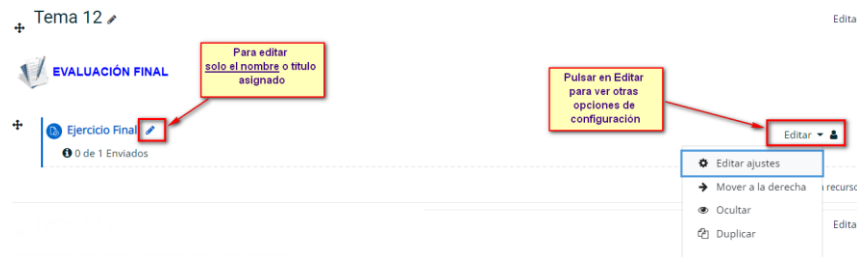 Tema 12
Edita
Para editar
solo el nombre o título
asignado
EVALUACIÓN FINAL
Pulsar en Editar
para ver otras
opciones de
configuración
Ejercicio Final
Editar
0 de 1 Enviados
Editar ajustes
Mover a la derecha
recurso
Ocultar
Duplicar
Edita